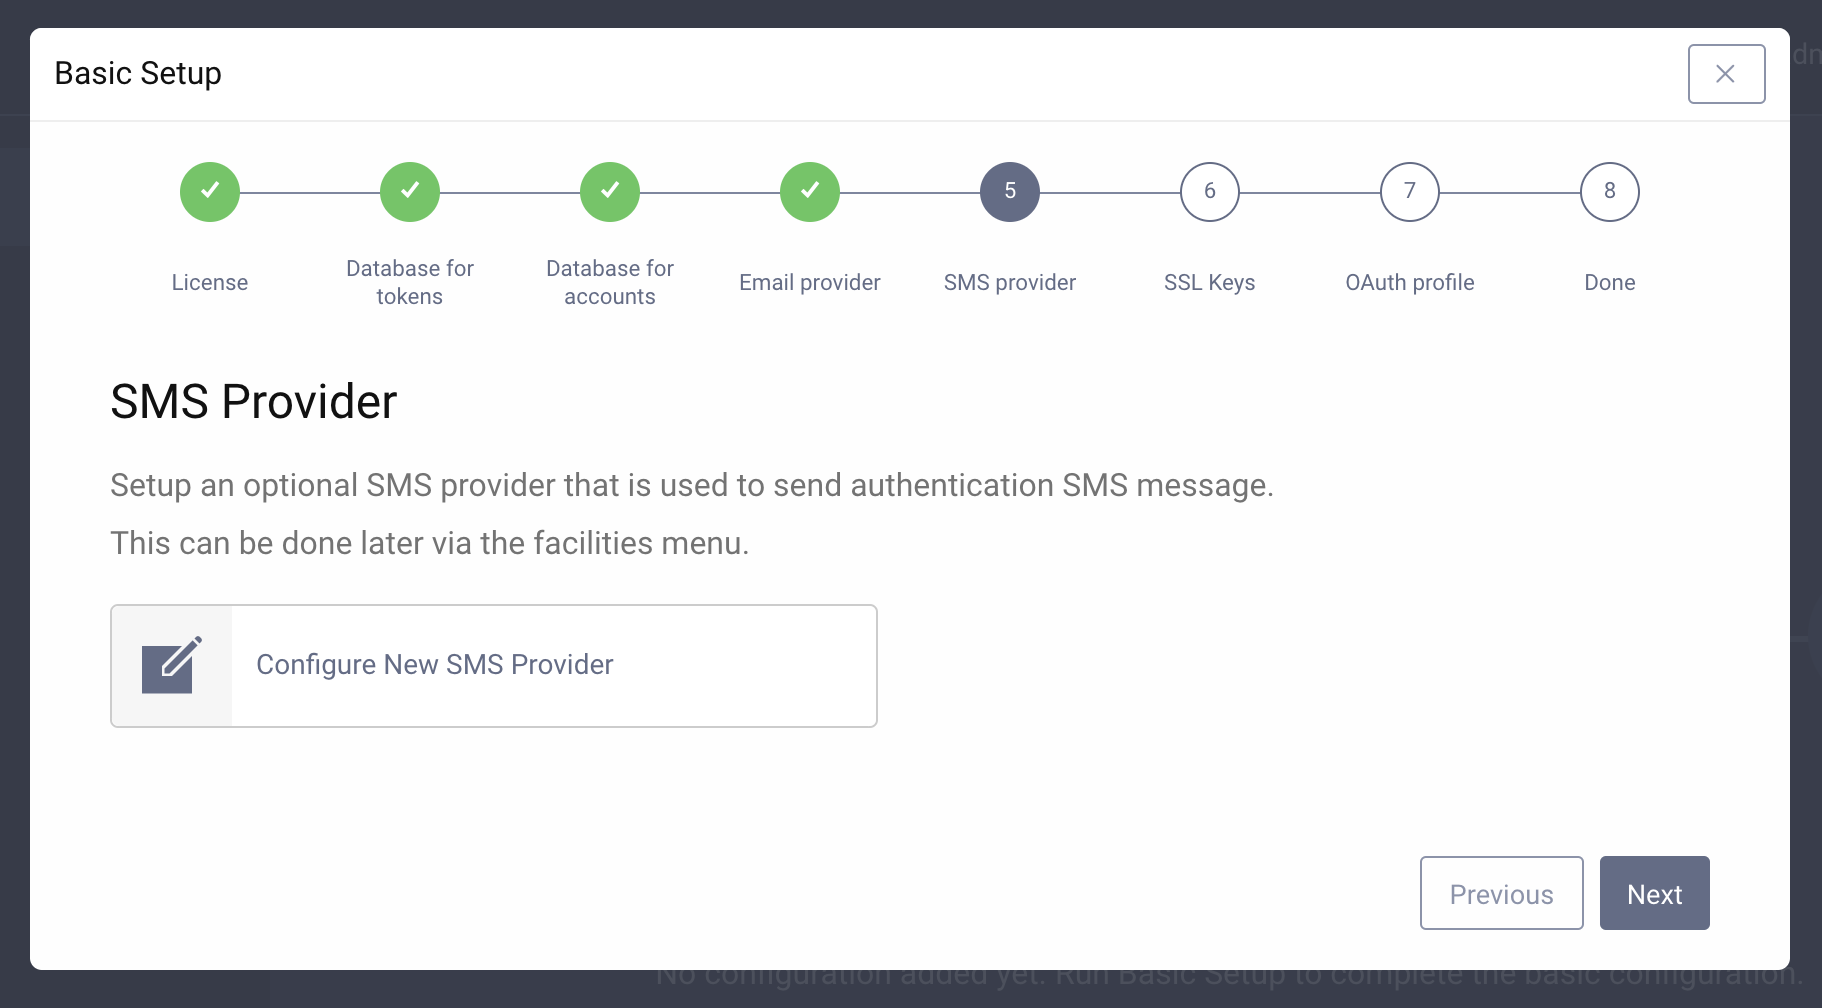 Basic Setup
5
6
7
8
License
Database for
tokens
Database for
accounts
Email provider
SMS provider
SSL Keys
OAuth profile
Done
SMS Provider
Setup an optional SMS provider that is used to send authentication SMS message.
This can be done later via the facilities menu.
Configure New SMS Provider
Previous
Next
No configuration added yet. Run Basic Setup to complete the basic configuration.